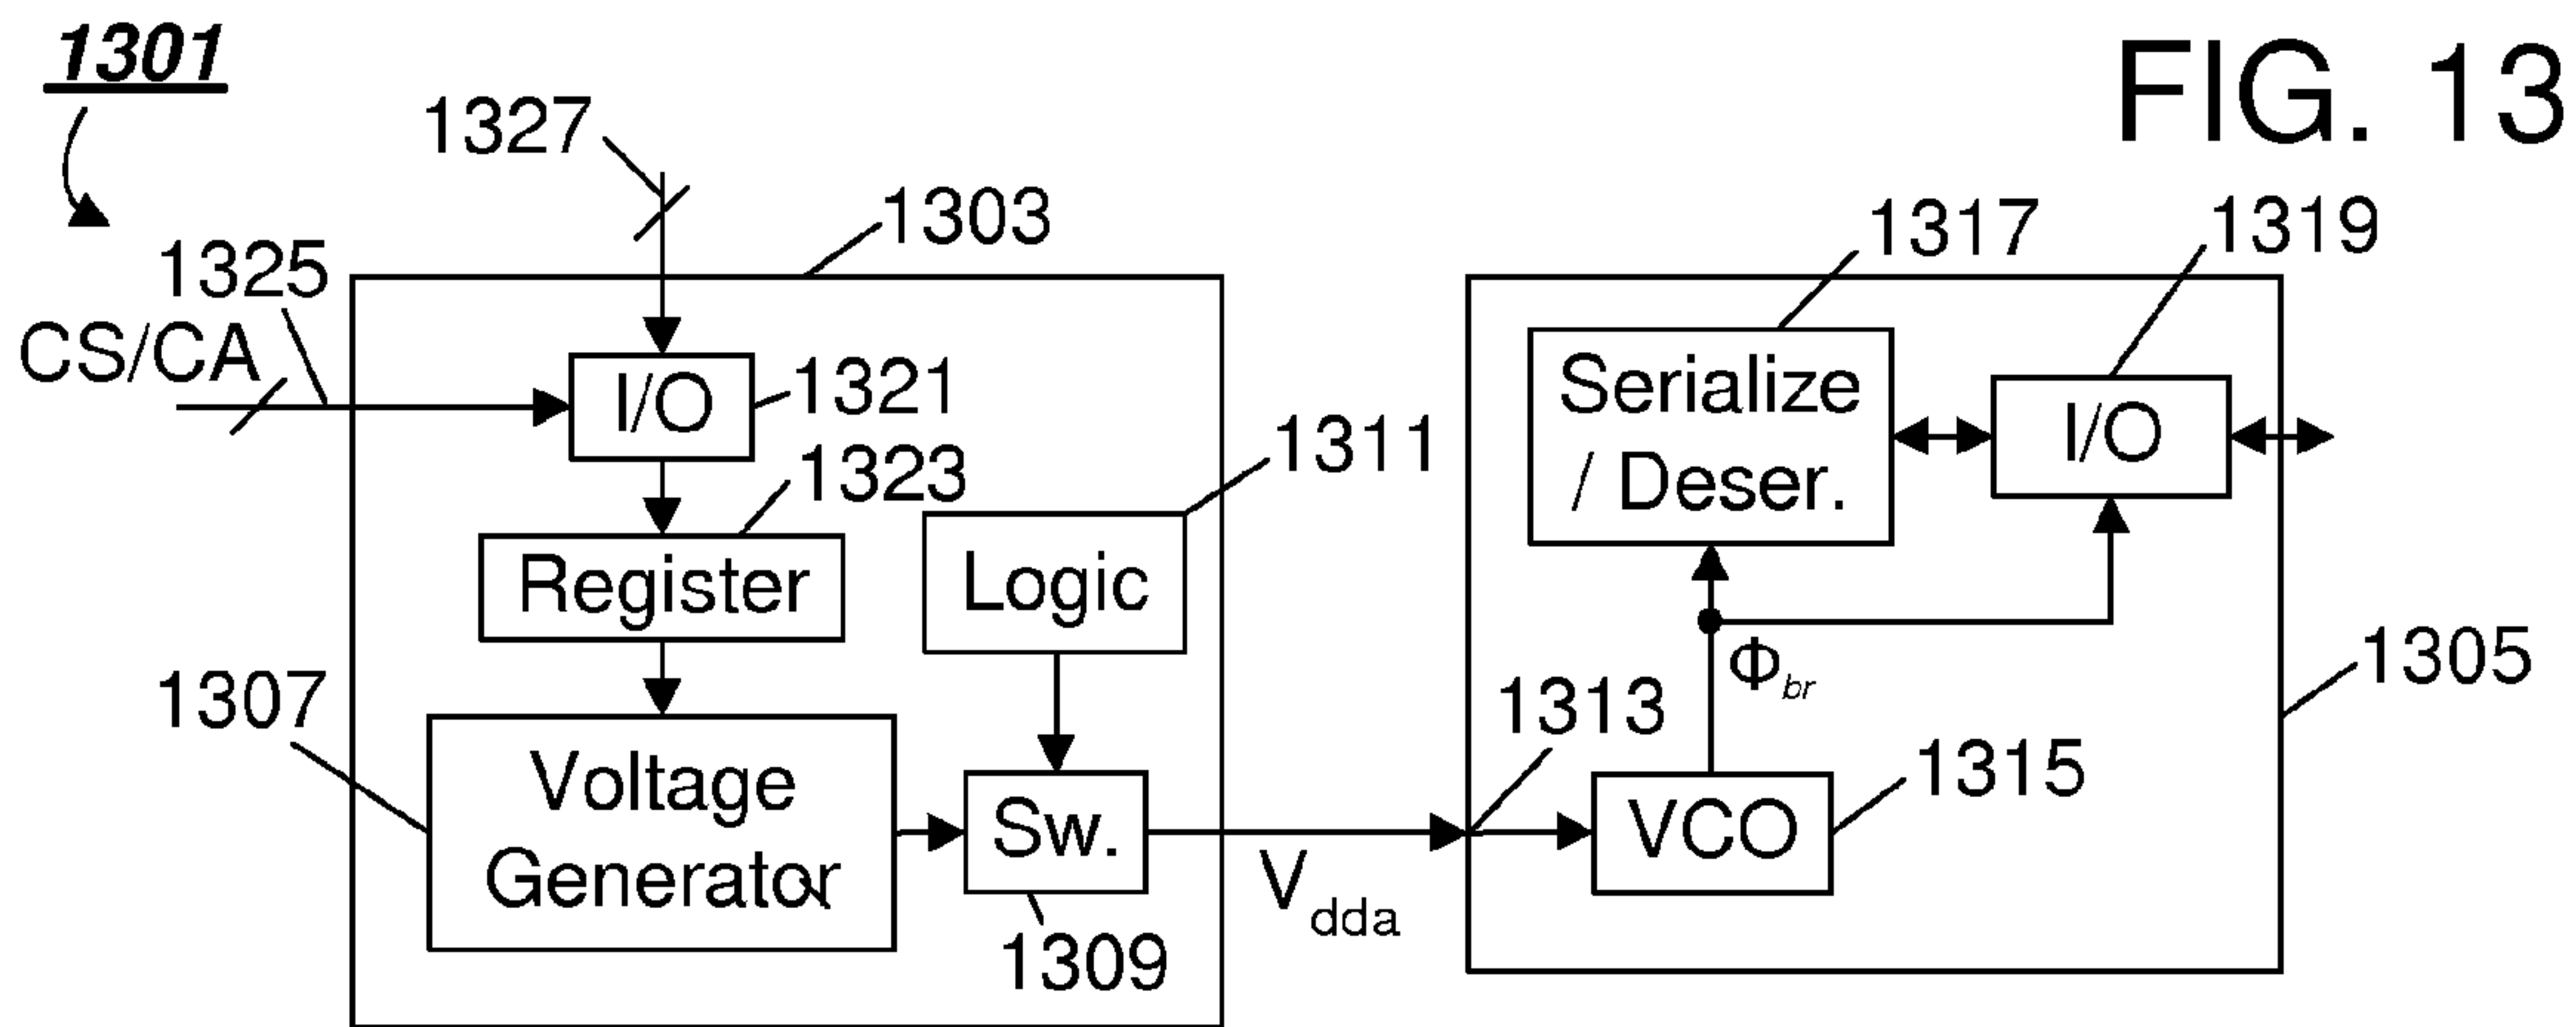 1301
FIG. 13
1327
1303
1317
1319
1325
CS/CA
I/O
1321
Serialize
/ Deser.
I/O
1311
1323
Register
Logic
Φbr
1305
1307
1313
Voltage
Generator
Sw.
VCO
1315
Vdda
1309